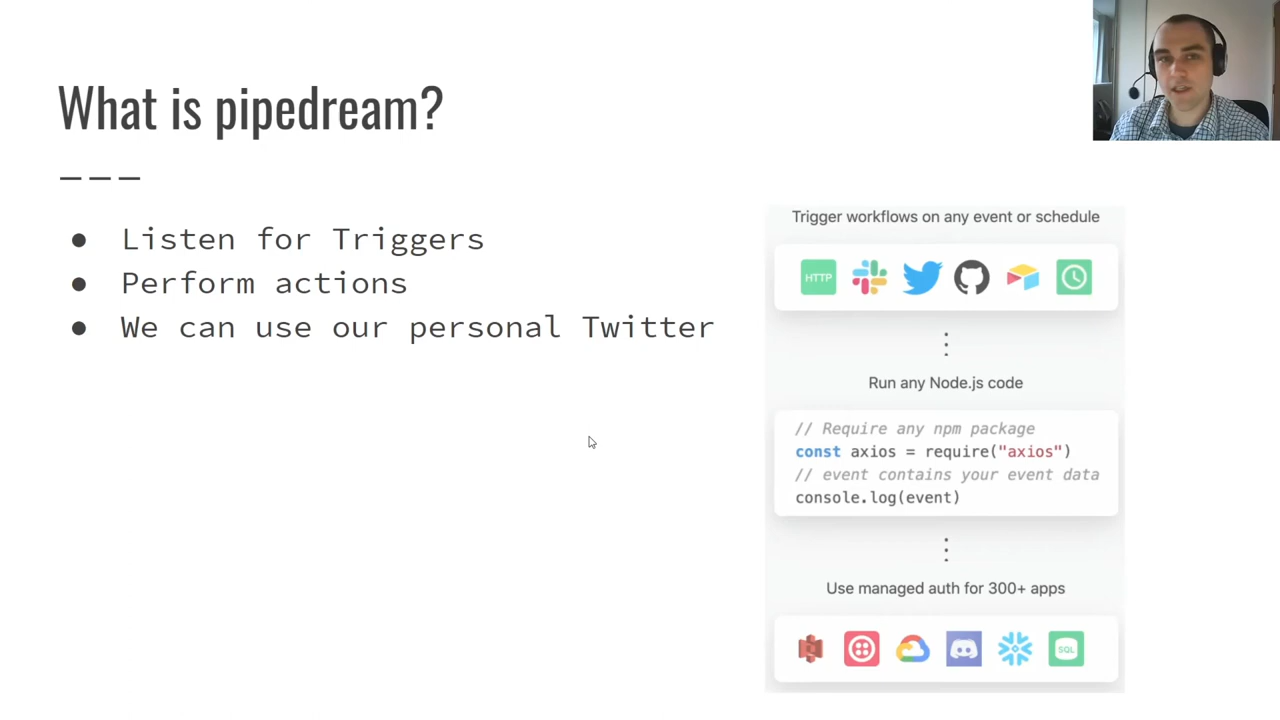 What is pipedream?
Listen for Triggers
Perform actions
We can use our personal Twitter
Trigger workflows on any event or schedule
HTTP
Run any Node.js code
// Require any npm package
const axios = require("axios")
// event contains your event data
console.log(event)
Use managed auth for 300+ apps
SQL